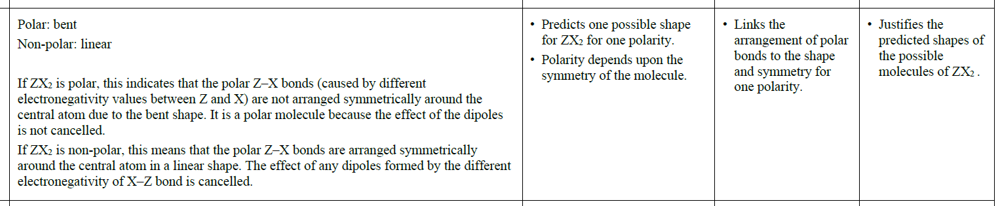 Polar: bent
Non-polar: linear
If ZX₂ is polar, this indicates that the polar Z–X bonds (caused by different
electronegativity values between Z and X) are not arranged symmetrically around the
central atom due to the bent shape. It is a polar molecule because the effect of the dipoles
is not cancelled.
If ZX₂ is non-polar, this means that the polar Z–X bonds are arranged symmetrically
around the central atom in a linear shape. The effect of any dipoles formed by the different
electronegativity of X–Z bond is cancelled.
• Predicts one possible shape
for ZX₂ for one polarity.
• Polarity depends upon the
symmetry of the molecule.
• Links the
arrangement of polar
bonds to the shape
and symmetry for
one polarity.
• Justifies the
predicted shapes of
the possible
molecules of ZX₂ .